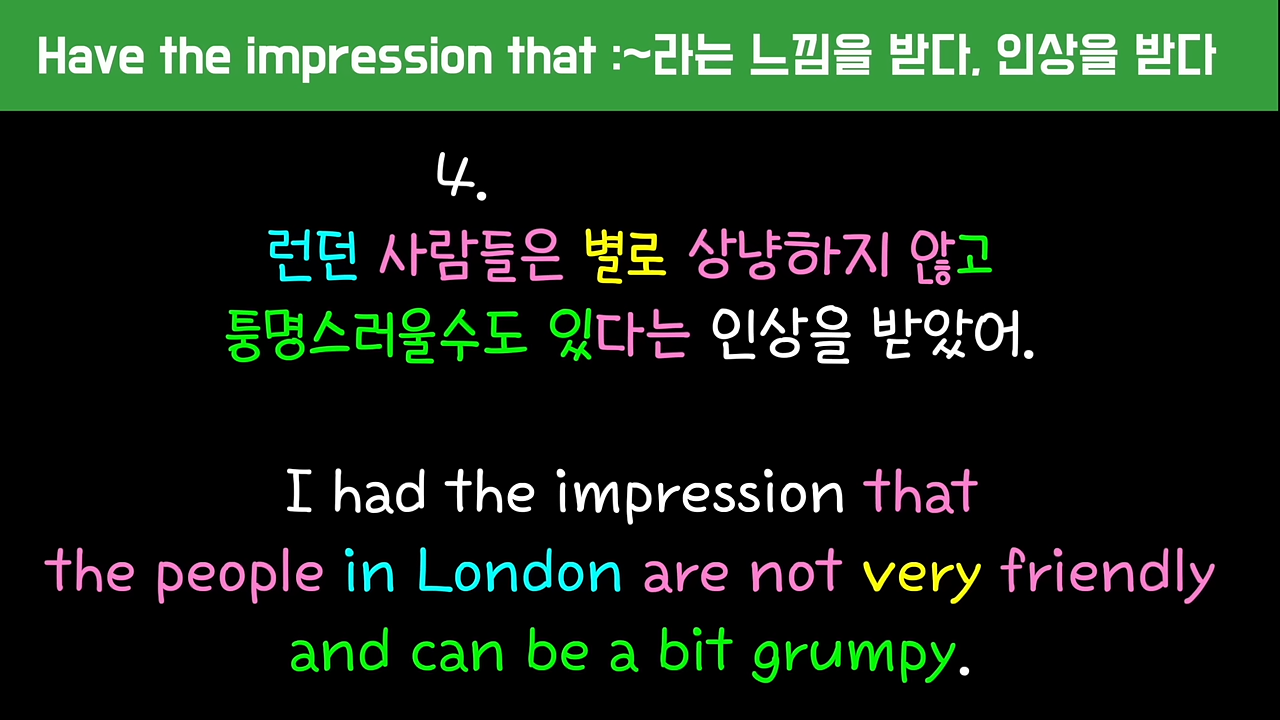 Have the impression that :~라는 느낌을 받다, 인상을 받다
4.
런던 사람들은 별로 상냥하지 않고
퉁명스러울수도 있다는 인상을 받았어.
I had the impression that
the people in London are not very friendly
and can be a bit grumpy.